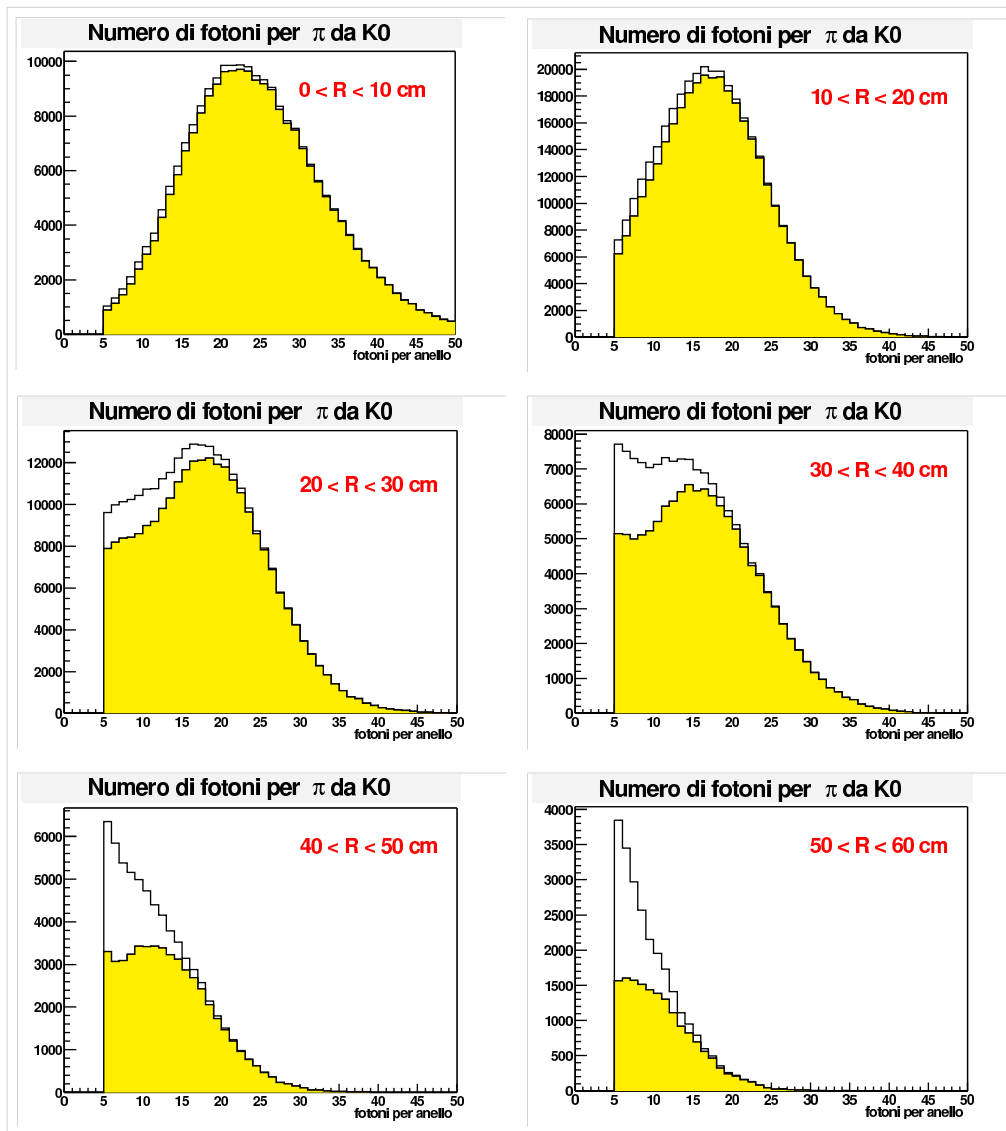 Numero di fotoni per π da K0
0 < R < 10 cm
10000
8000
6000
4000
2000
0
0 5 10 15 20 25 30 35 40 45 50
fotoni per anello
Numero di fotoni per π da K0
10 < R < 20 cm
20000
18000
16000
14000
12000
10000
8000
6000
4000
2000
0
0 5 10 15 20 25 30 35 40 45 50
fotoni per anello
Numero di fotoni per π da K0
20 < R < 30 cm
12000
10000
8000
6000
4000
2000
0
0 5 10 15 20 25 30 35 40 45 50
fotoni per anello
Numero di fotoni per π da K0
30 < R < 40 cm
8000
7000
6000
5000
4000
3000
2000
1000
0
0 5 10 15 20 25 30 35 40 45 50
fotoni per anello
Numero di fotoni per π da K0
40 < R < 50 cm
6000
5000
4000
3000
2000
1000
0
0 5 10 15 20 25 30 35 40 45 50
fotoni per anello
Numero di fotoni per π da K0
50 < R < 60 cm
4000
3500
3000
2500
2000
1500
1000
500
0
0 5 10 15 20 25 30 35 40 45 50
fotoni per anello